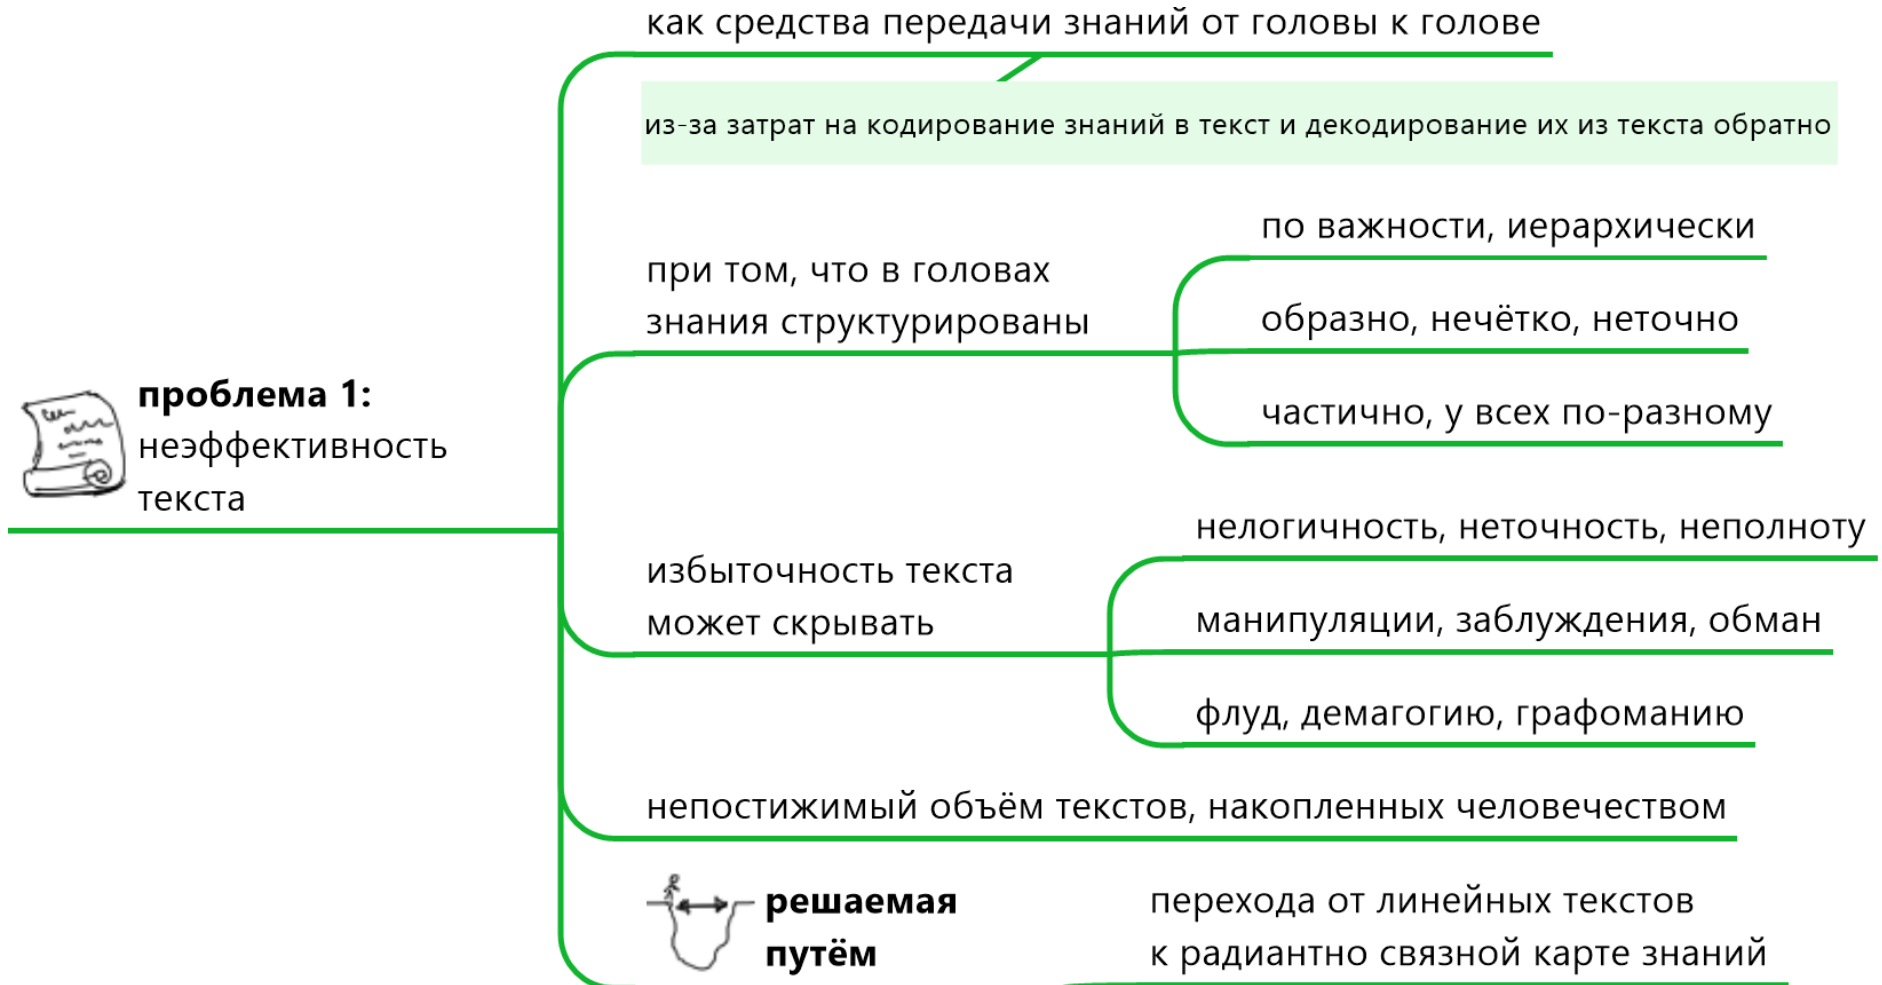 как средства передачи знаний от головы к голове
из-за затрат на кодирование знаний в текст и декодирование их из текста обратно
при том, что в головах
знания структурированы
по важности, иерархически
образно, нечётко, неточно
частично, у всех по-разному
проблема 1:
неэффективность
текста
избыточность текста
может скрывать
нелогичность, неточность, неполноту
манипуляции, заблуждения, обман
флуд, демагогию, графоманию
непостижимый объём текстов, накопленных человечеством
решаемая
путём
перехода от линейных текстов
к радиантно связной карте знаний